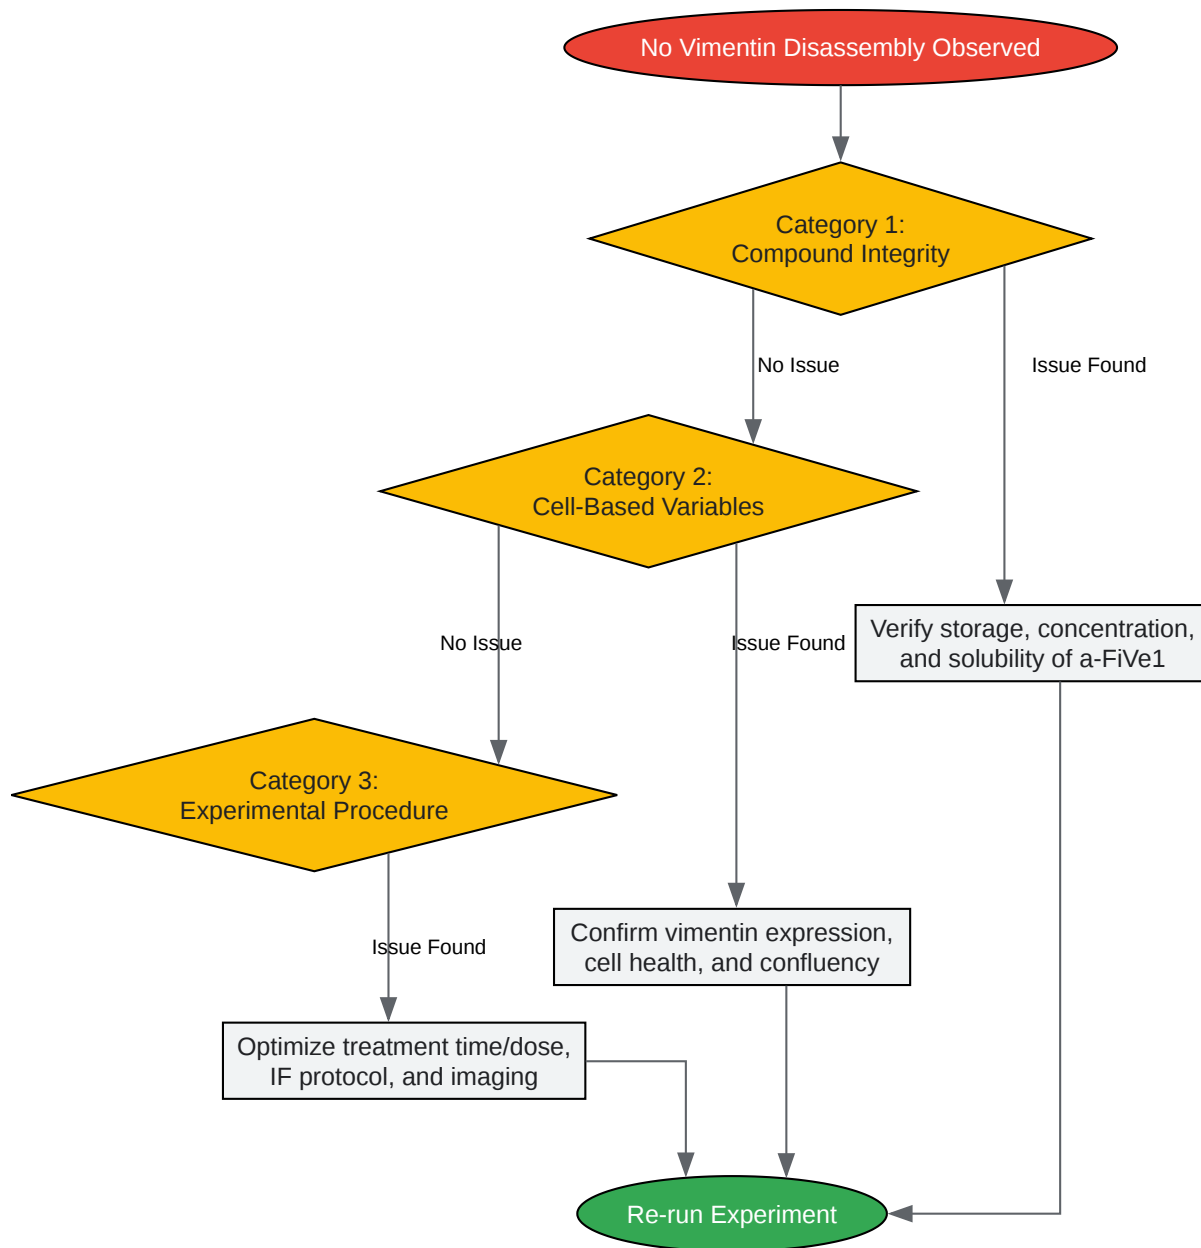 No Vimentin Disassembly Observed
Category 1:
Compound Integrity
No Issue
Issue Found
Category 2:
Cell-Based Variables
Verify storage, concentration,
and solubility of a-FiVe1
No Issue
Issue Found
Category 3:
Experimental Procedure
Confirm vimentin expression,
cell health, and confluency
Issue Found
Optimize treatment time/dose,
IF protocol, and imaging
Re-run Experiment